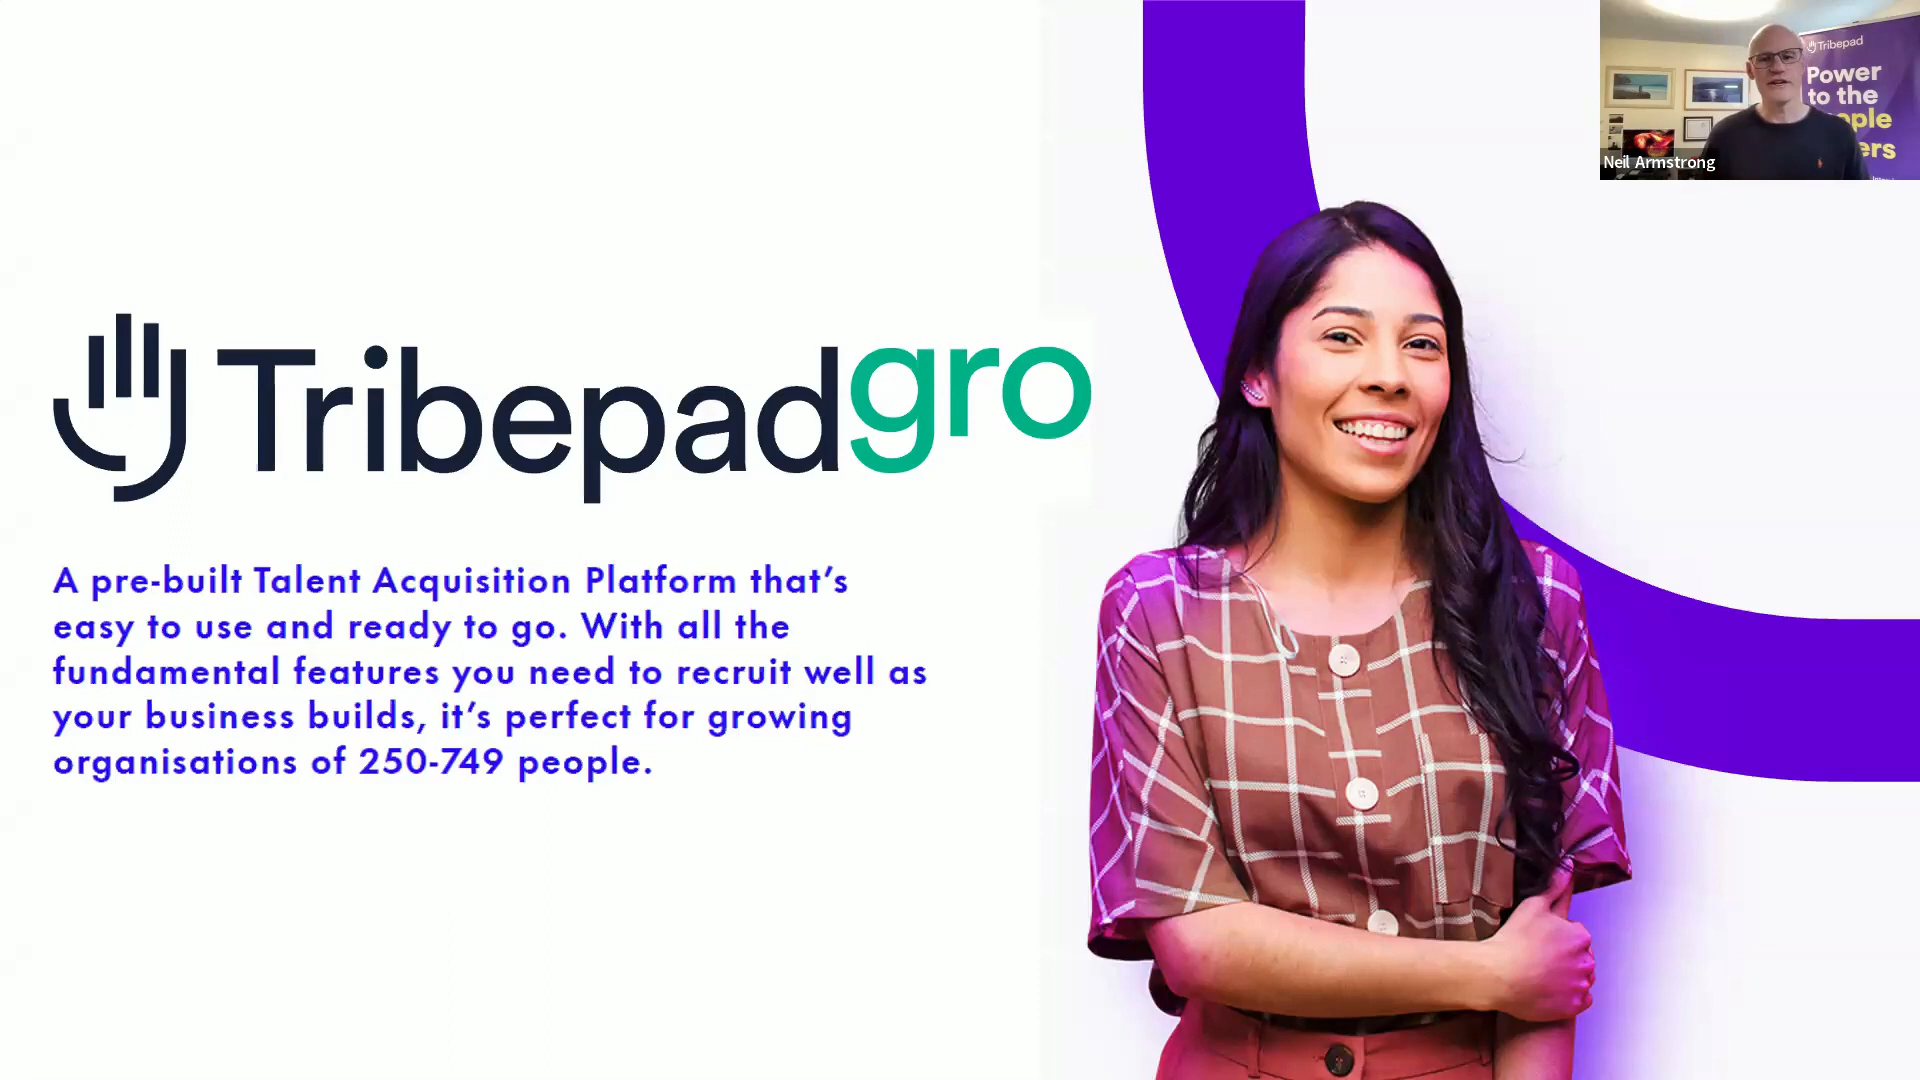 Tribepadgro
A pre-built Talent Acquisition Platform that’s
easy to use and ready to go. With all the
fundamental features you need to recruit well as
your business builds, it’s perfect for growing
organisations of 250-749 people.
Tribepad
Power
to the
ople
ers
Neil Armstrong